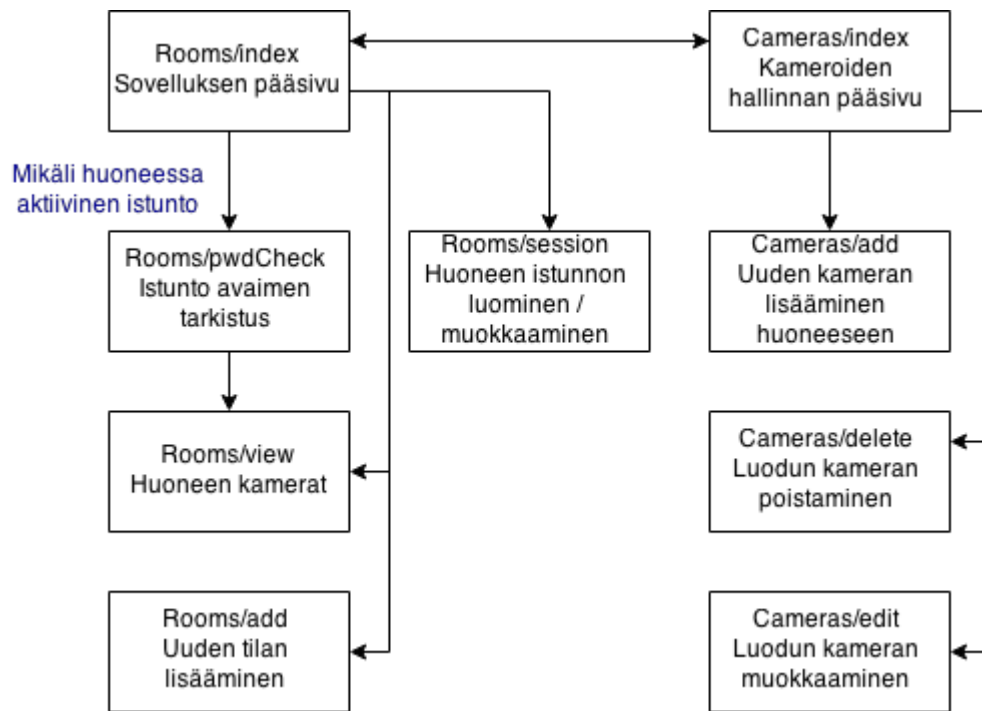 Rooms/index
Sovelluksen pääsivu
Cameras/index
Kameroiden
hallinnan pääsivu
Mikäli huoneessa
aktiivinen istunto
Rooms/pwdCheck
Istunto avaimen
tarkistus
Rooms/session
Huoneen istunnon
luominen /
muokkaaminen
Cameras/add
Uuden kameran
lisääminen
huoneeseen
Rooms/view
Huoneen kamerat
Cameras/delete
Luodun kameran
poistaminen
Rooms/add
Uuden tilan
lisääminen
Cameras/edit
Luodun kameran
muokkaaminen